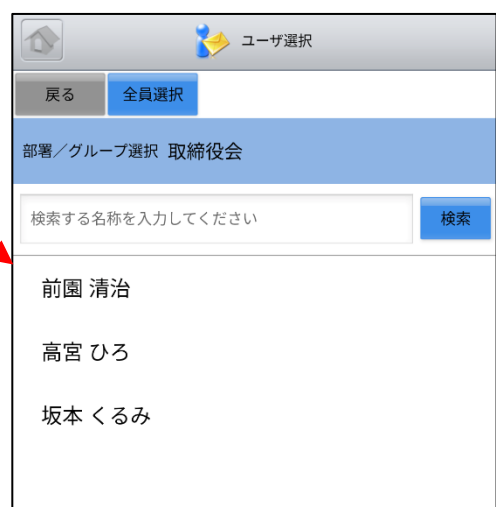 ユーザ選択
戻る 全員選択
部署／グループ選択 取締役会
検索する名称を入力してください 検索
前園 清治
高宮 ひろ
坂本 くるみ